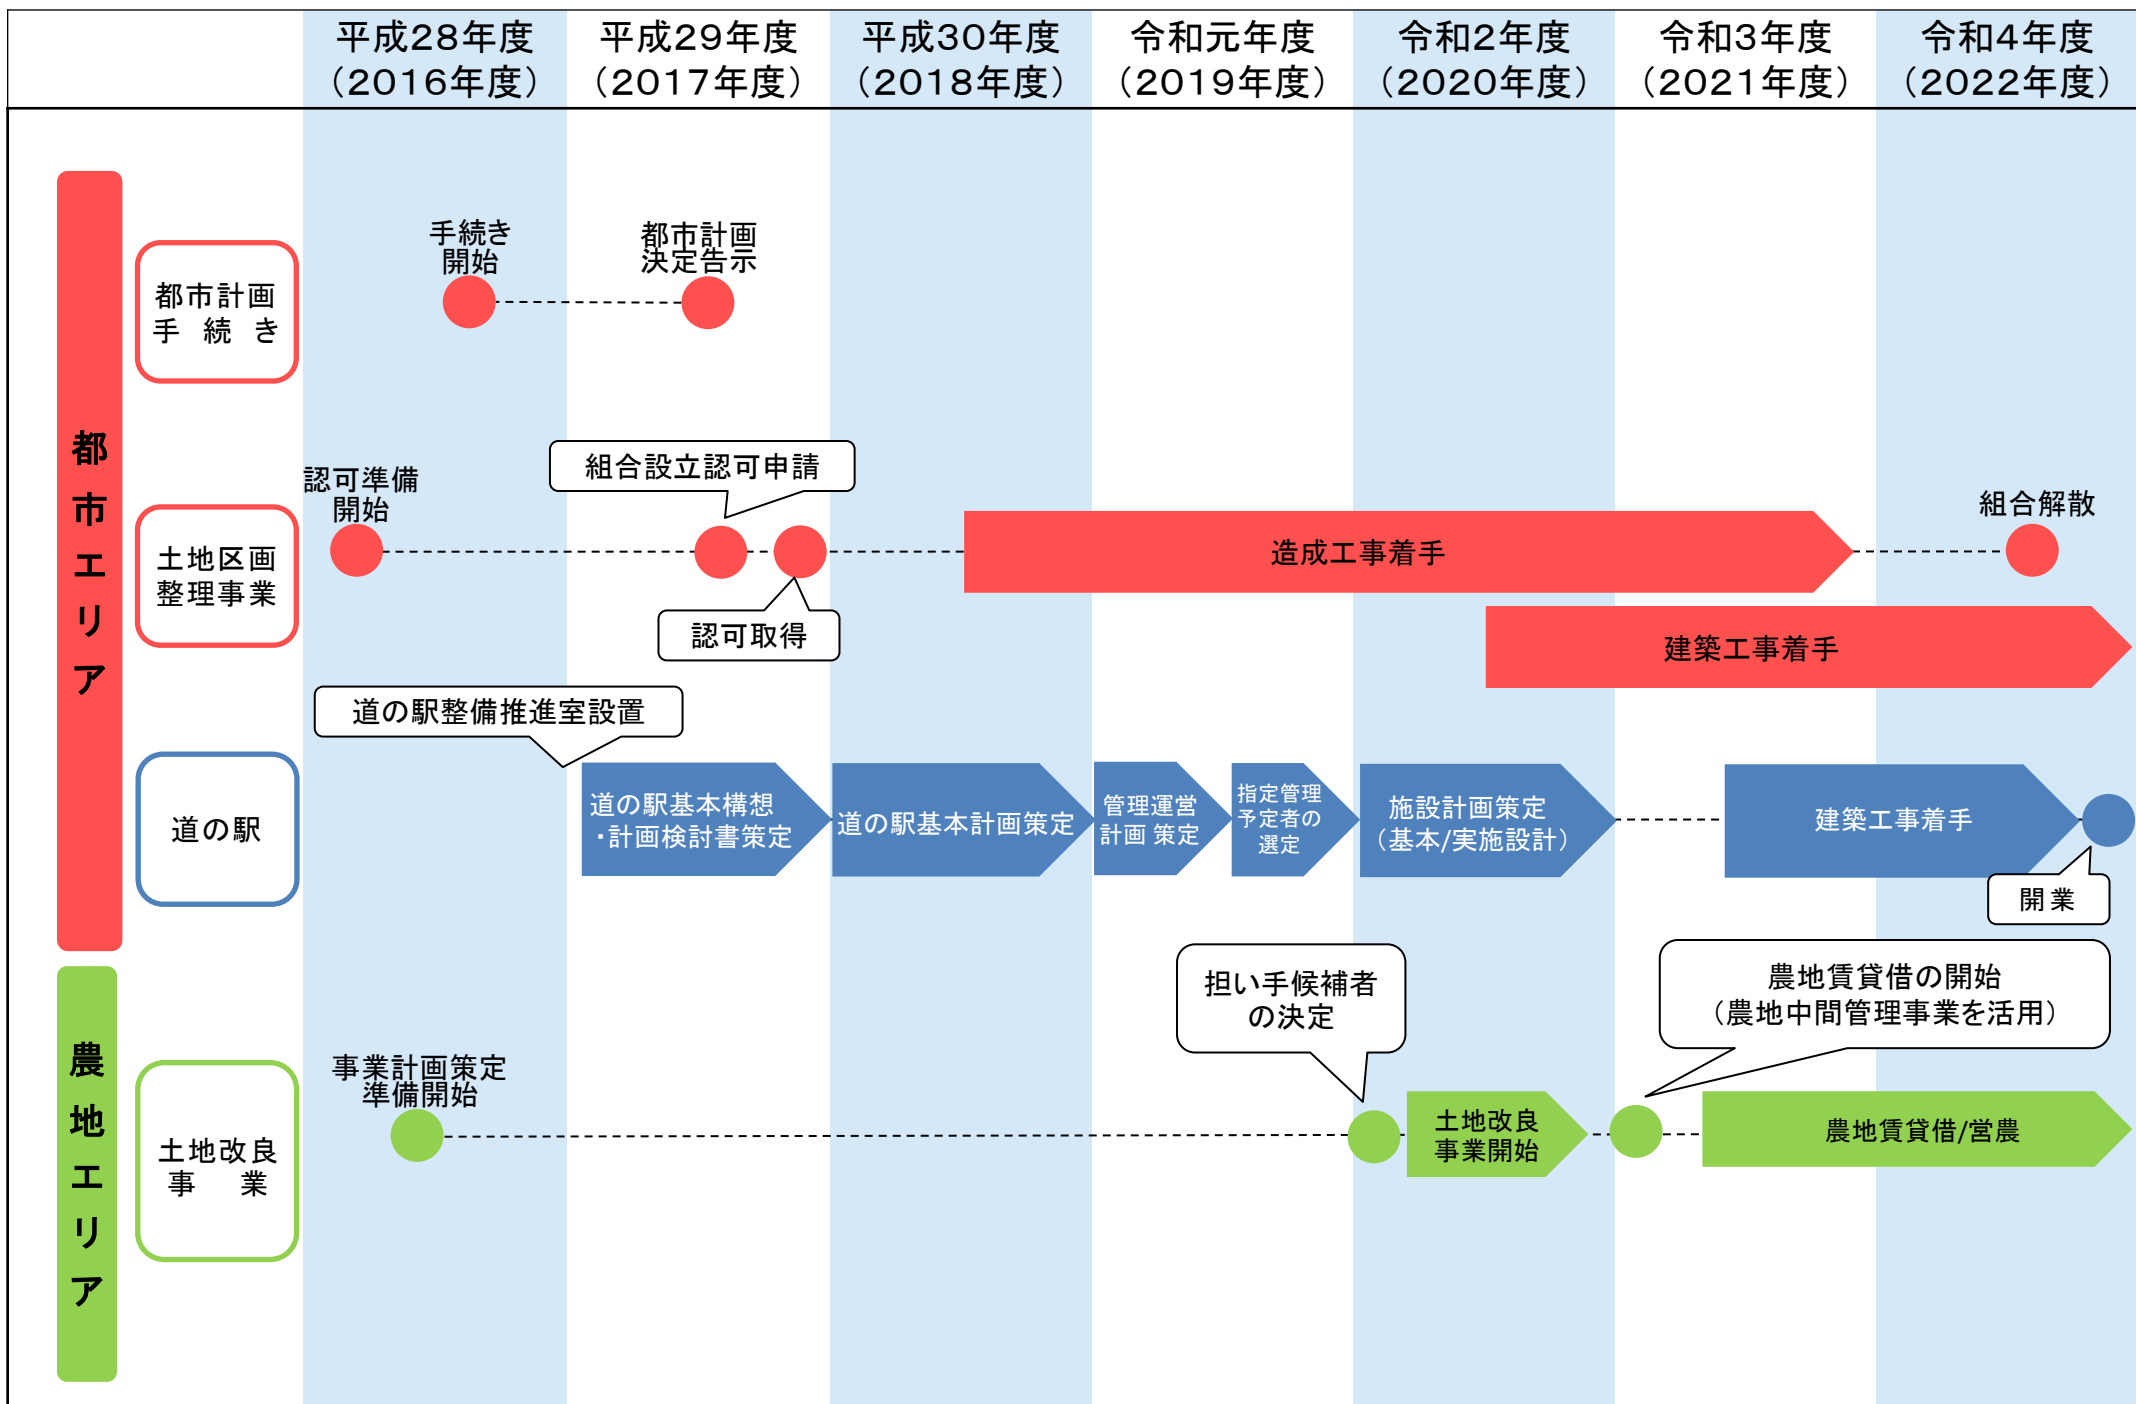 平成28年度
（2016年度）
平成29年度
（2017年度）
平成30年度
（2018年度）
令和元年度
（2019年度）
令和2年度
（2020年度）
令和3年度
（2021年度）
令和4年度
（2022年度）
都市エリア
都市計画
手続き
手続き
開始
都市計画
決定告示
土地区画
整理事業
認可準備
開始
組合設立認可申請
認可取得
造成工事着手
組合解散
建築工事着手
道の駅
道の駅整備推進室設置
道の駅基本構想
・計画検討書策定
道の駅基本計画策定
管理運営
計画 策定
指定管理
予定者の
選定
施設計画策定
（基本/実施設計）
建築工事着手
開業
農地エリア
土地改良
事業
事業計画策定
準備開始
担い手候補者
の決定
土地改良
事業開始
農地賃貸借の開始
（農地中間管理事業を活用）
農地賃貸借/営農